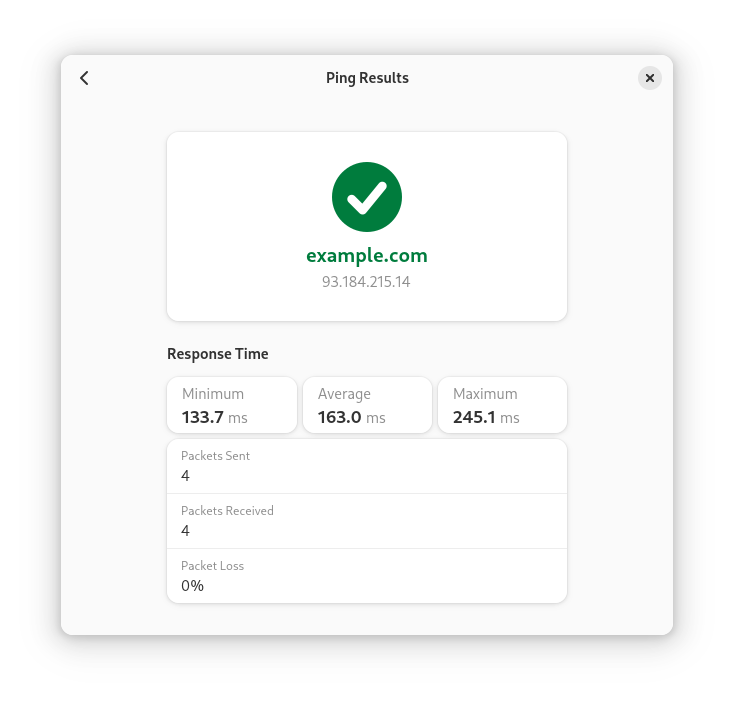 Ping Results
example.com
93.184.215.14
Response Time
Minimum Average Maximum
133.7 ms 163.0 ms 245.1 ms
Packets Sent
4
Packets Received
4
Packet Loss
0%